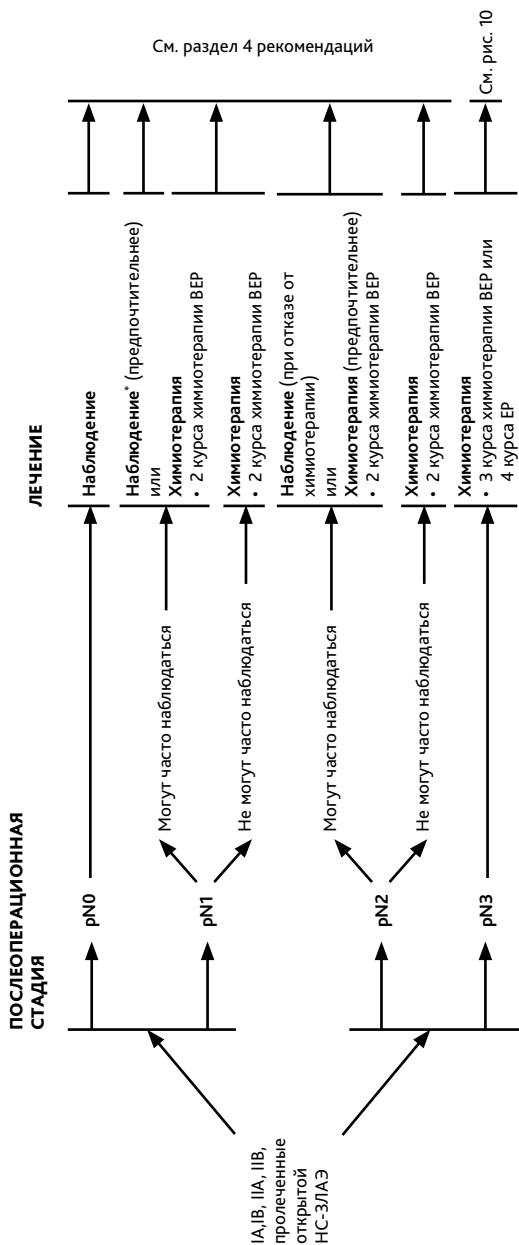 ПОСЛЕОПЕРАЦИОННАЯ
СТАДИЯ
ЛЕЧЕНИЕ
IA,IB, IIA, IIB,
пролеченные
открытой
НС-ЗЛАЭ
pN0
Наблюдение
pN1
Могут часто наблюдаться
Наблюдение* (предпочтительнее)
или
Химиотерапия
• 2 курса химиотерапии BEP
Не могут часто наблюдаться
Химиотерапия
• 2 курса химиотерапии BEP
pN2
Могут часто наблюдаться
Наблюдение (при отказе от
химиотерапии)
или
Химиотерапия (предпочтительнее)
• 2 курса химиотерапии BEP
Не могут часто наблюдаться
Химиотерапия
• 2 курса химиотерапии BEP
pN3
Химиотерапия
• 3 курса химиотерапии BEP или
4 курса EP
См. раздел 4 рекомендаций
См. рис. 10